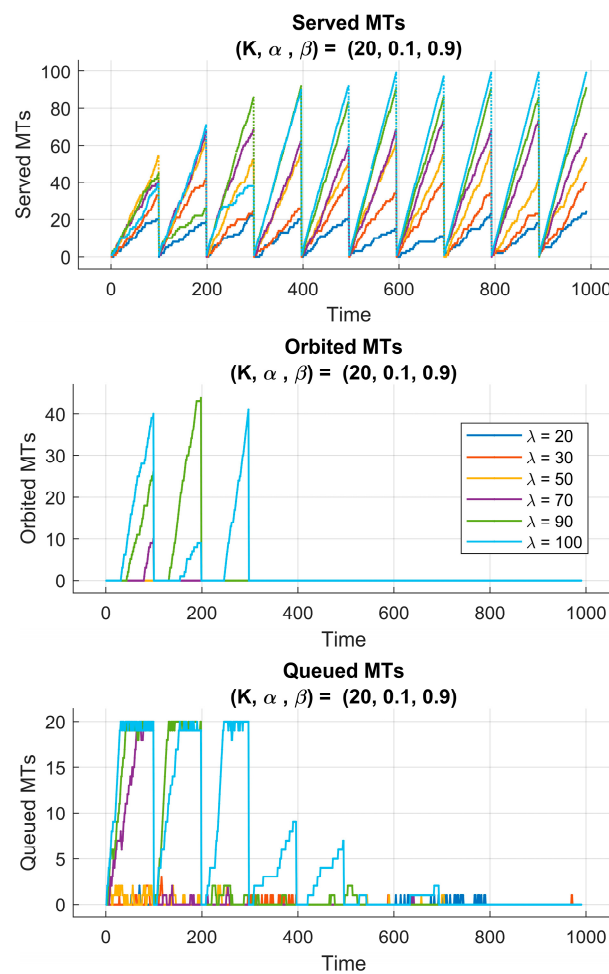 Served MTs
(K, α , β) = (20, 0.1, 0.9)
100
80
60
40
20
0
Served MTs
0 200 400 600 800 1000
Time
Orbited MTs
(K, α , β) = (20, 0.1, 0.9)
40
30
20
10
0
Orbited MTs
λ = 20
λ = 30
λ = 50
λ = 70
λ = 90
λ = 100
0 200 400 600 800 1000
Time
Queued MTs
(K, α , β) = (20, 0.1, 0.9)
20
15
10
5
0
Queued MTs
0 200 400 600 800 1000
Time